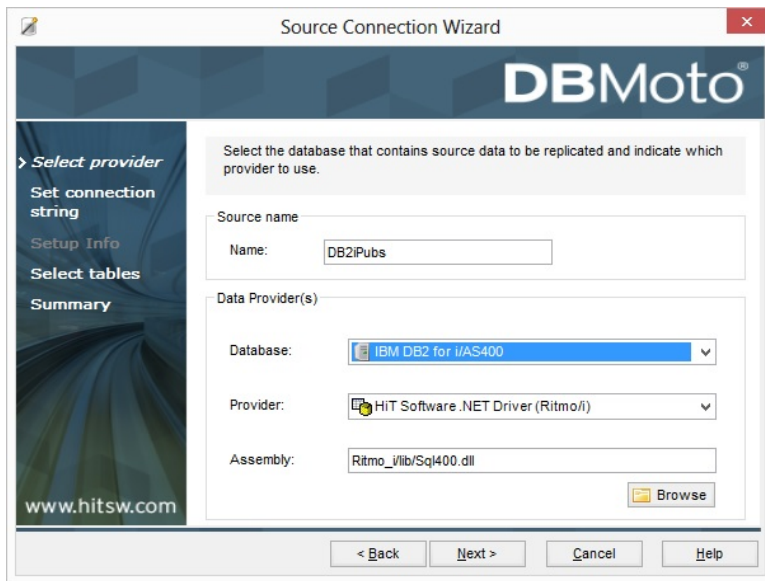 Source Connection Wizard
DBMoto®
Select provider
Set connection
string
Setup Info
Select tables
Summary
www.hitsw.com
Select the database that contains source data to be replicated and indicate which
provider to use.
Source name
Name:
DB2iPubs
Data Provider(s)
Database:
IBM DB2 for i/AS400
Provider:
HiT Software .NET Driver (Ritmo/i)
Assembly:
Ritmo_i/lib/Sql400.dll
Browse
< Back
Next >
Cancel
Help